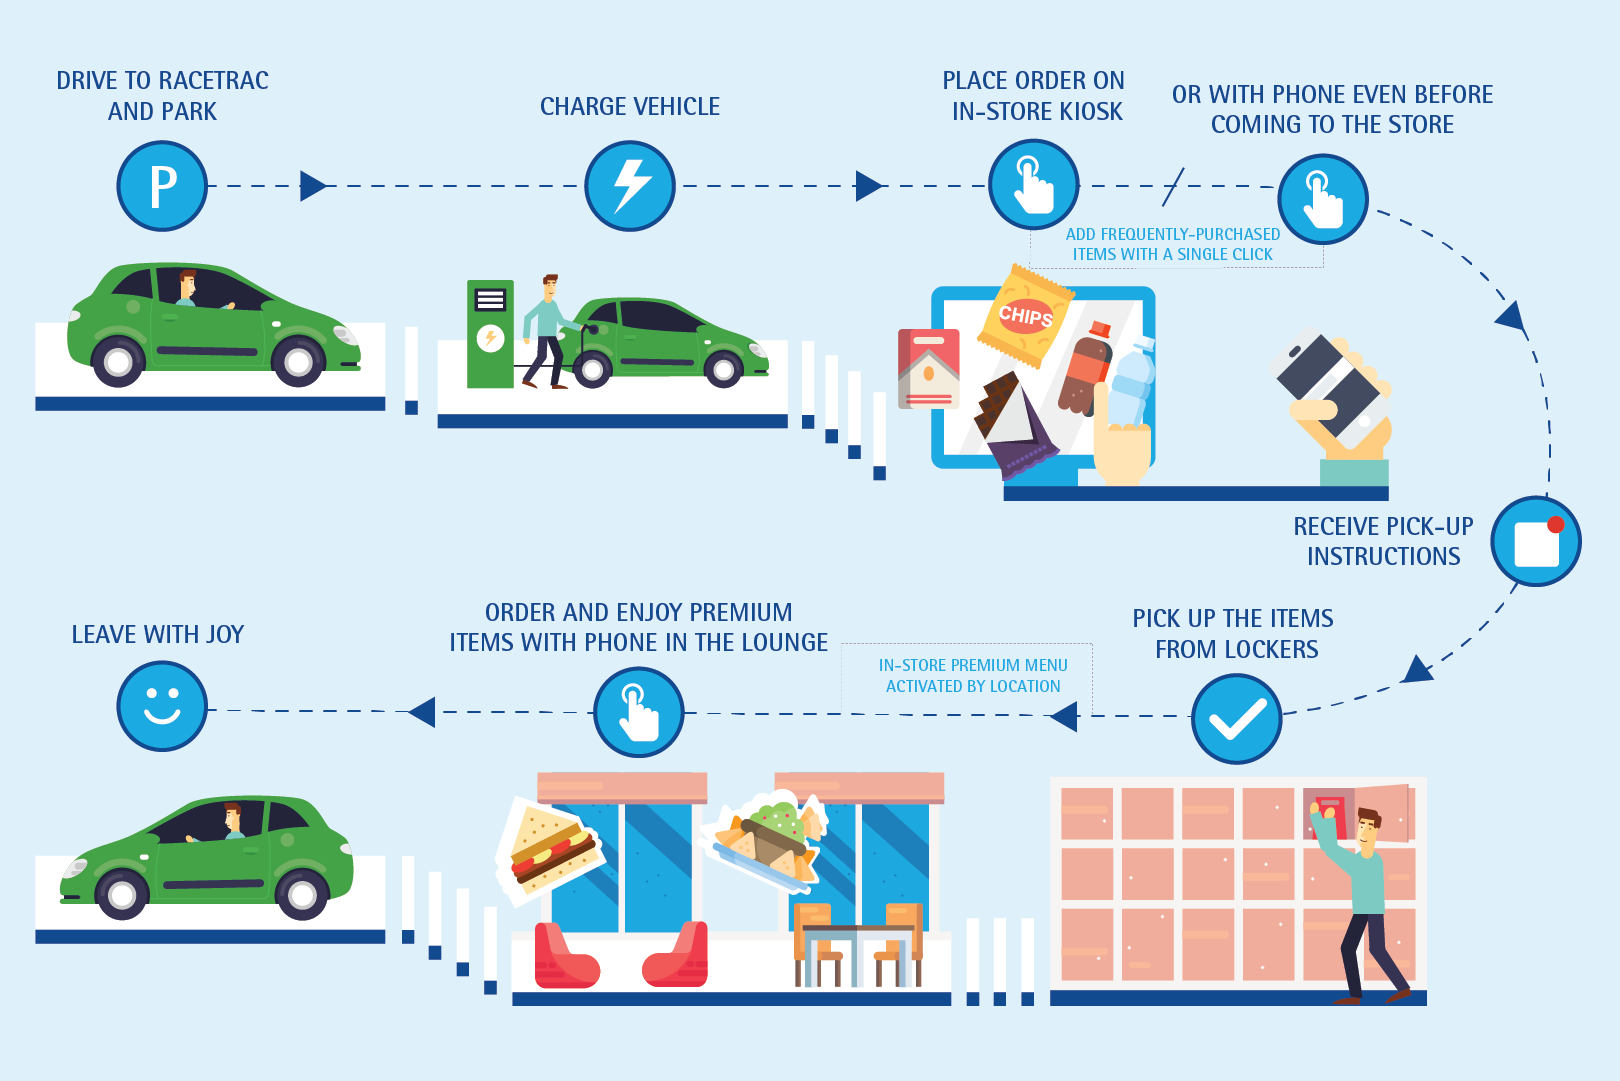 DRIVE TO RACETRAC
AND PARK
P
CHARGE VEHICLE
PLACE ORDER ON
IN-STORE KIOSK
OR WITH PHONE EVEN BEFORE
COMING TO THE STORE
ADD FREQUENTLY-PURCHASED
ITEMS WITH A SINGLE CLICK
CHIPS
RECEIVE PICK-UP
INSTRUCTIONS
PICK UP THE ITEMS
FROM LOCKERS
IN-STORE PREMIUM MENU
ACTIVATED BY LOCATION
ORDER AND ENJOY PREMIUM
ITEMS WITH PHONE IN THE LOUNGE
LEAVE WITH JOY